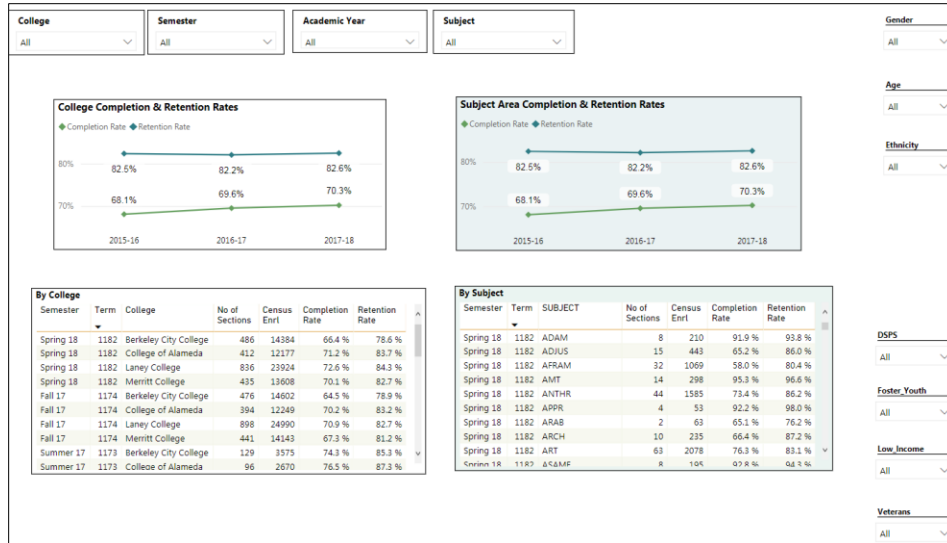 College
All
Semester
All
Academic Year
All
Subject
All
Gender
All
Age
All
Ethnicity
All
College Completion & Retention Rates
Completion Rate Retention Rate
80%
82.5% 82.2% 82.6%
68.1% 69.6% 70.3%
70%
2015-16 2016-17 2017-18
Subject Area Completion & Retention Rates
Completion Rate Retention Rate
80%
82.5% 82.2% 82.6%
68.1% 69.6% 70.3%
70%
2015-16 2016-17 2017-18
By College
Semester Term College No of Sections Census Enrl Completion Rate Retention Rate
Spring 18 1182 Berkeley City College 486 14384 66.4 % 78.6 %
Spring 18 1182 College of Alameda 412 12177 71.2 % 83.7 %
Spring 18 1182 Laney College 836 23924 72.6 % 84.3 %
Spring 18 1182 Merritt College 435 13608 70.1 % 82.7 %
Fall 17 1174 Berkeley City College 476 14602 64.5 % 78.9 %
Fall 17 1174 College of Alameda 394 12249 70.2 % 83.2 %
Fall 17 1174 Laney College 898 24990 70.9 % 82.7 %
Fall 17 1174 Merritt College 441 14143 67.3 % 81.2 %
Summer 17 1173 Berkeley City College 129 3575 74.3 % 85.3 %
Summer 17 1173 College of Alameda 96 2670 76.5 % 87.3 %
By Subject
Semester Term SUBJECT No of Sections Census Enrl Completion Rate Retention Rate
Spring 18 1182 ADAM 8 210 91.9 % 93.8 %
Spring 18 1182 ADJUS 15 443 65.2 % 86.0 %
Spring 18 1182 AFRAM 32 1069 58.0 % 80.4 %
Spring 18 1182 AMT 14 298 95.3 % 96.6 %
Spring 18 1182 ANTHR 44 1585 73.4 % 86.2 %
Spring 18 1182 APPR 4 53 92.2 % 98.0 %
Spring 18 1182 ARAB 2 63 65.1 % 76.2 %
Spring 18 1182 ARCH 10 235 66.4 % 87.2 %
Spring 18 1182 ART 63 2078 76.3 % 83.1 %
Spring 18 1182 ASAME 8 195 92.8 % 94.3 %
DSPS
All
Foster_Youth
All
Low_Income
All
Veterans
All